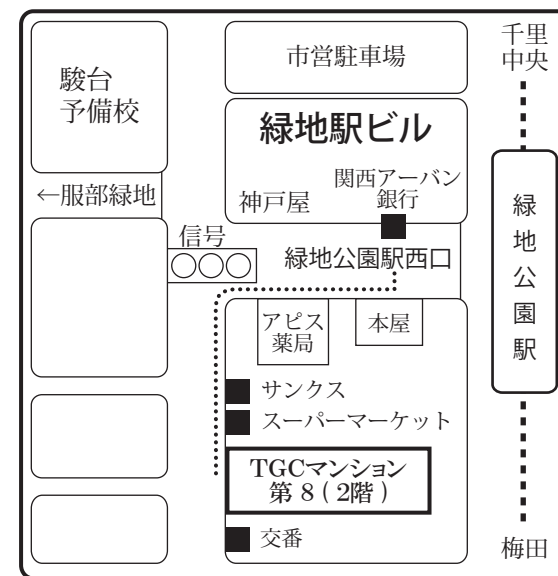 駿台
予備校
市営駐車場
千里
中央
緑地駅ビル
関西アーバン
銀行
神戸屋
←服部緑地
信号
緑地公園駅西口
緑地公園駅
アピス
薬局
本屋
サンクス
スーパーマーケット
TGCマンション
第 8 ( 2階 )
交番
梅田